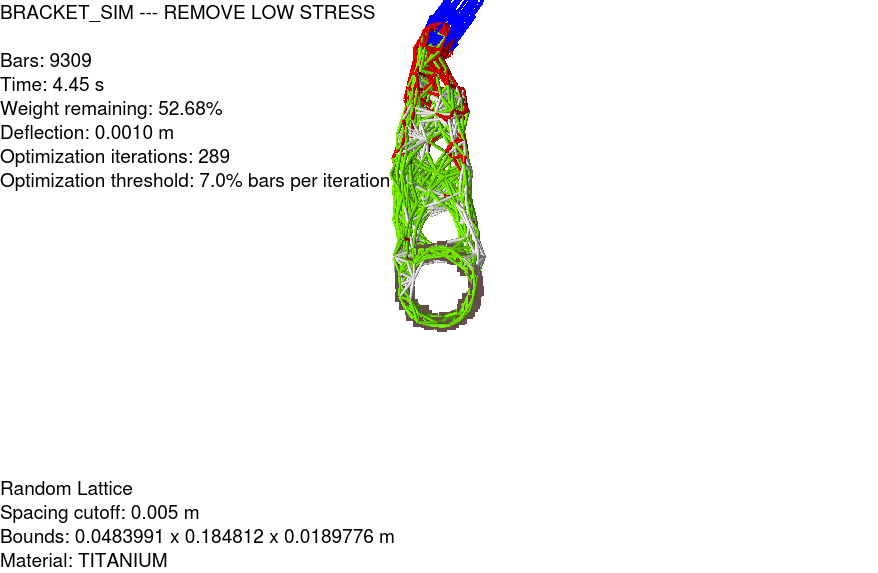 BRACKET_SIM --- REMOVE LOW STRESS
Bars: 9309
Time: 4.45 s
Weight remaining: 52.68%
Deflection: 0.0010 m
Optimization iterations: 289
Optimization threshold: 7.0% bars per iteration
Random Lattice
Spacing cutoff: 0.005 m
Bounds: 0.0483991 x 0.184812 x 0.0189776 m
Material: TITANIUM